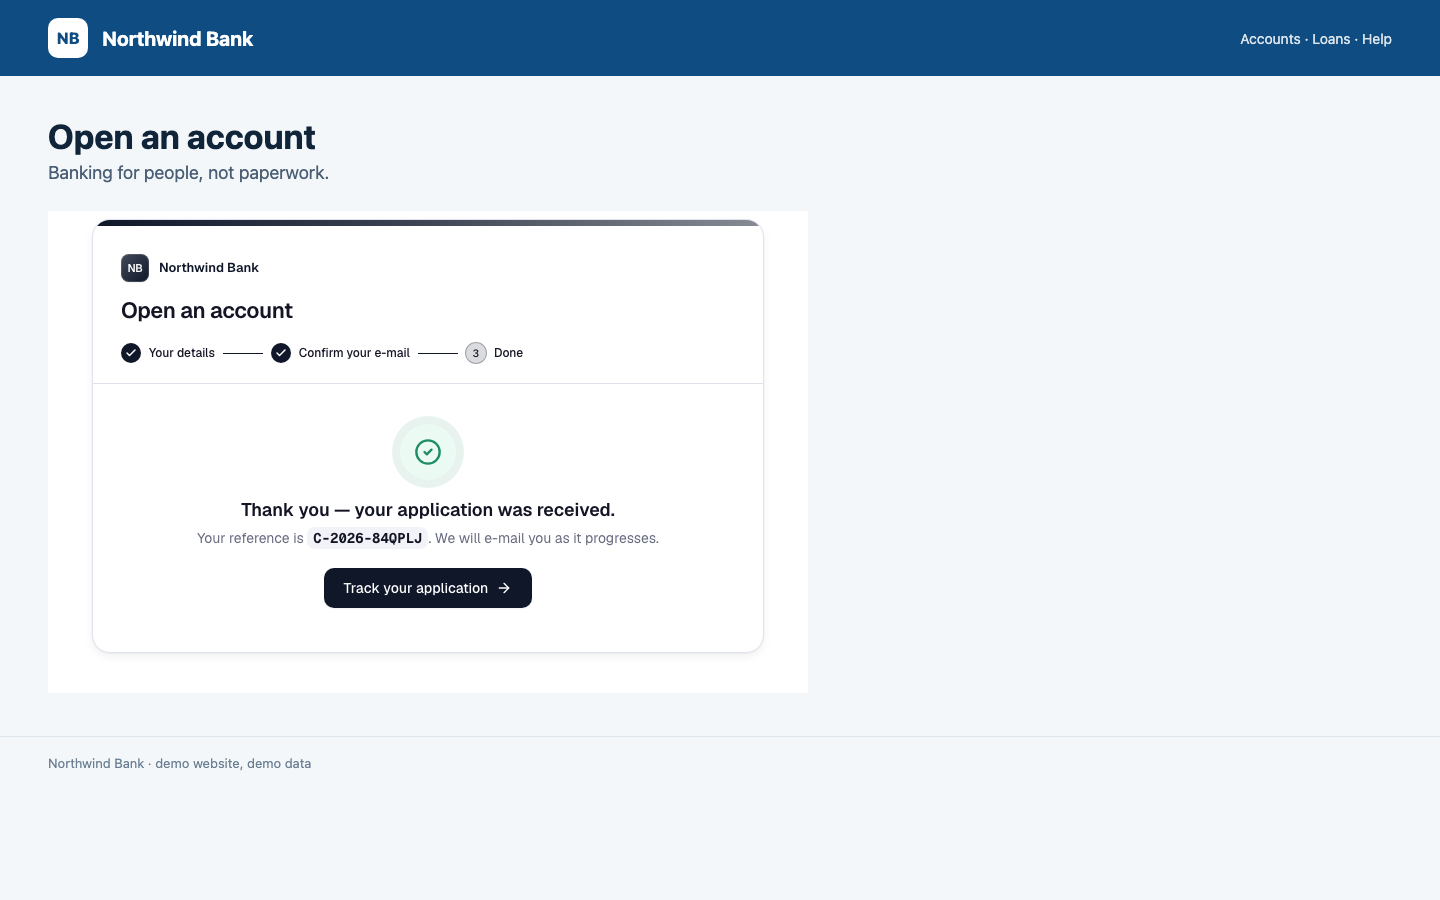 NB Northwind Bank
Accounts · Loans · Help
Open an account
Banking for people, not paperwork.
NB Northwind Bank
Open an account
Your details Confirm your e-mail 3 Done
Thank you — your application was received.
Your reference is C-2026-84QPLJ. We will e-mail you as it progresses.
Track your application →
Northwind Bank · demo website, demo data